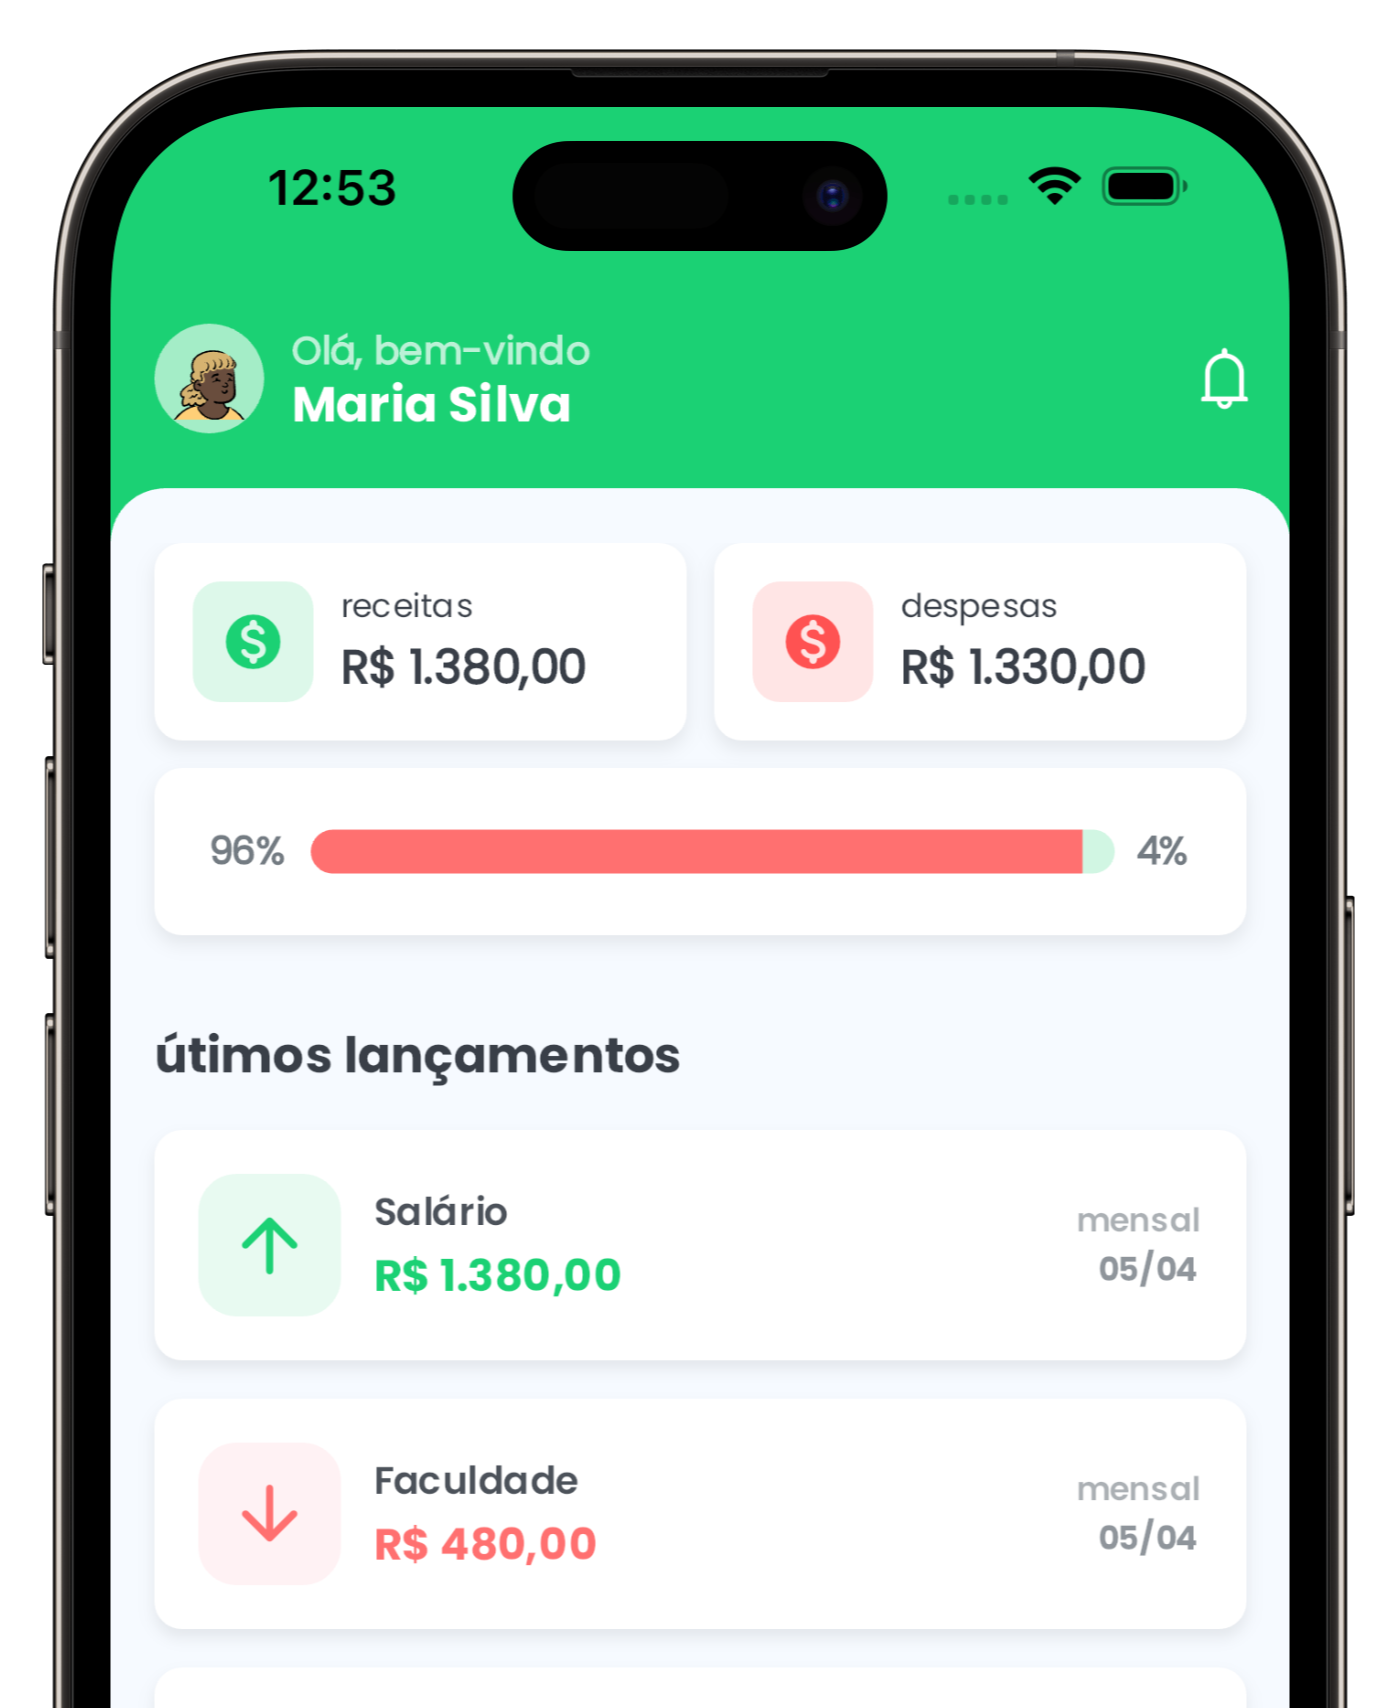 12:53
Olá, bem-vindo
Maria Silva
receitas
R$ 1.380,00
despesas
R$ 1.330,00
96%
4%
útimos lançamentos
Salário
R$ 1.380,00
mensal
05/04
Faculdade
R$ 480,00
mensal
05/04